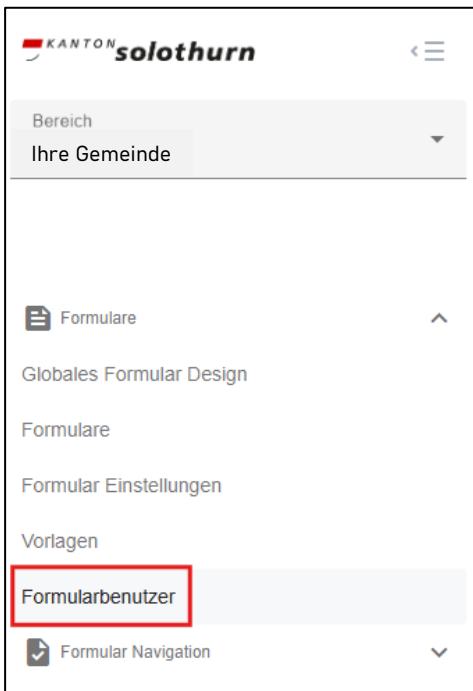 KANTON solothurn
Bereich
Ihre Gemeinde
Formulare
Globales Formular Design
Formulare
Formular Einstellungen
Vorlagen
Formularbenutzer
Formular Navigation